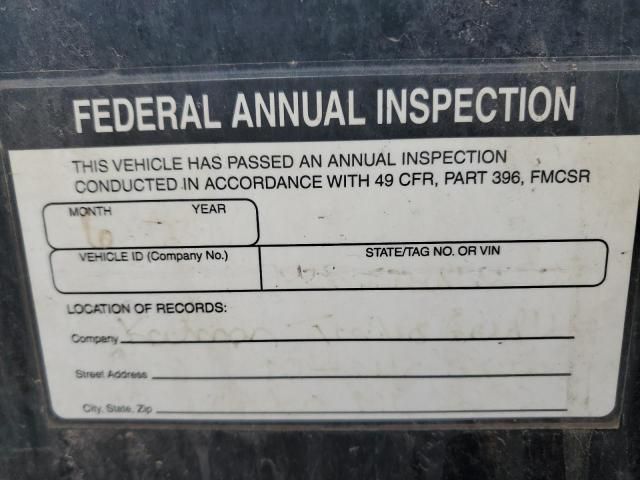 FEDERAL ANNUAL INSPECTION
THIS VEHICLE HAS PASSED AN ANNUAL INSPECTION
CONDUCTED IN ACCORDANCE WITH 49 CFR, PART 396, FMCSR
MONTH YEAR
6
VEHICLE ID (Company No.) STATE/TAG NO. OR VIN
LOCATION OF RECORDS:
Company
Street Address
City, State, Zip